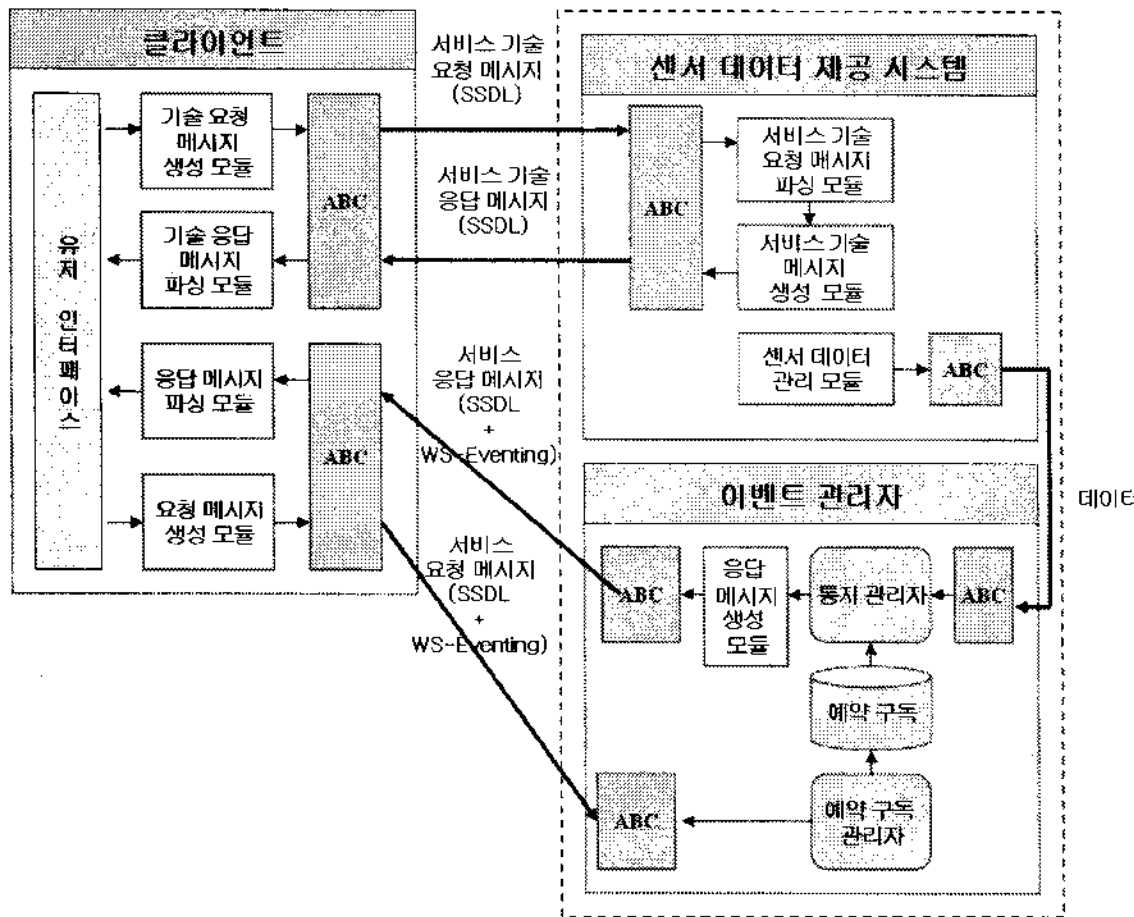 클라이언트
유저 인터페이스
기술 요청
메시지
생성 모듈
기술 응답
메시지
파싱 모듈
ABC
응답 메시지
파싱 모듈
요청 메시지
생성 모듈
ABC
서비스 기술
요청 메시지
(SSDL)
서비스 기술
응답 메시지
(SSDL)
서비스
응답 메시지
(SSDL
+
WS-Eventing)
서비스
요청 메시지
(SSDL
+
WS-Eventing)
센서 데이터 제공 시스템
ABC
서비스 기술
요청 메시지
파싱 모듈
서비스 기술
메시지
생성 모듈
센서 데이터
관리 모듈
ABC
데이터
이벤트 관리자
ABC
응답
메시지
생성
모듈
통지 관리자
ABC
예약 구독
ABC
예약 구독
관리자